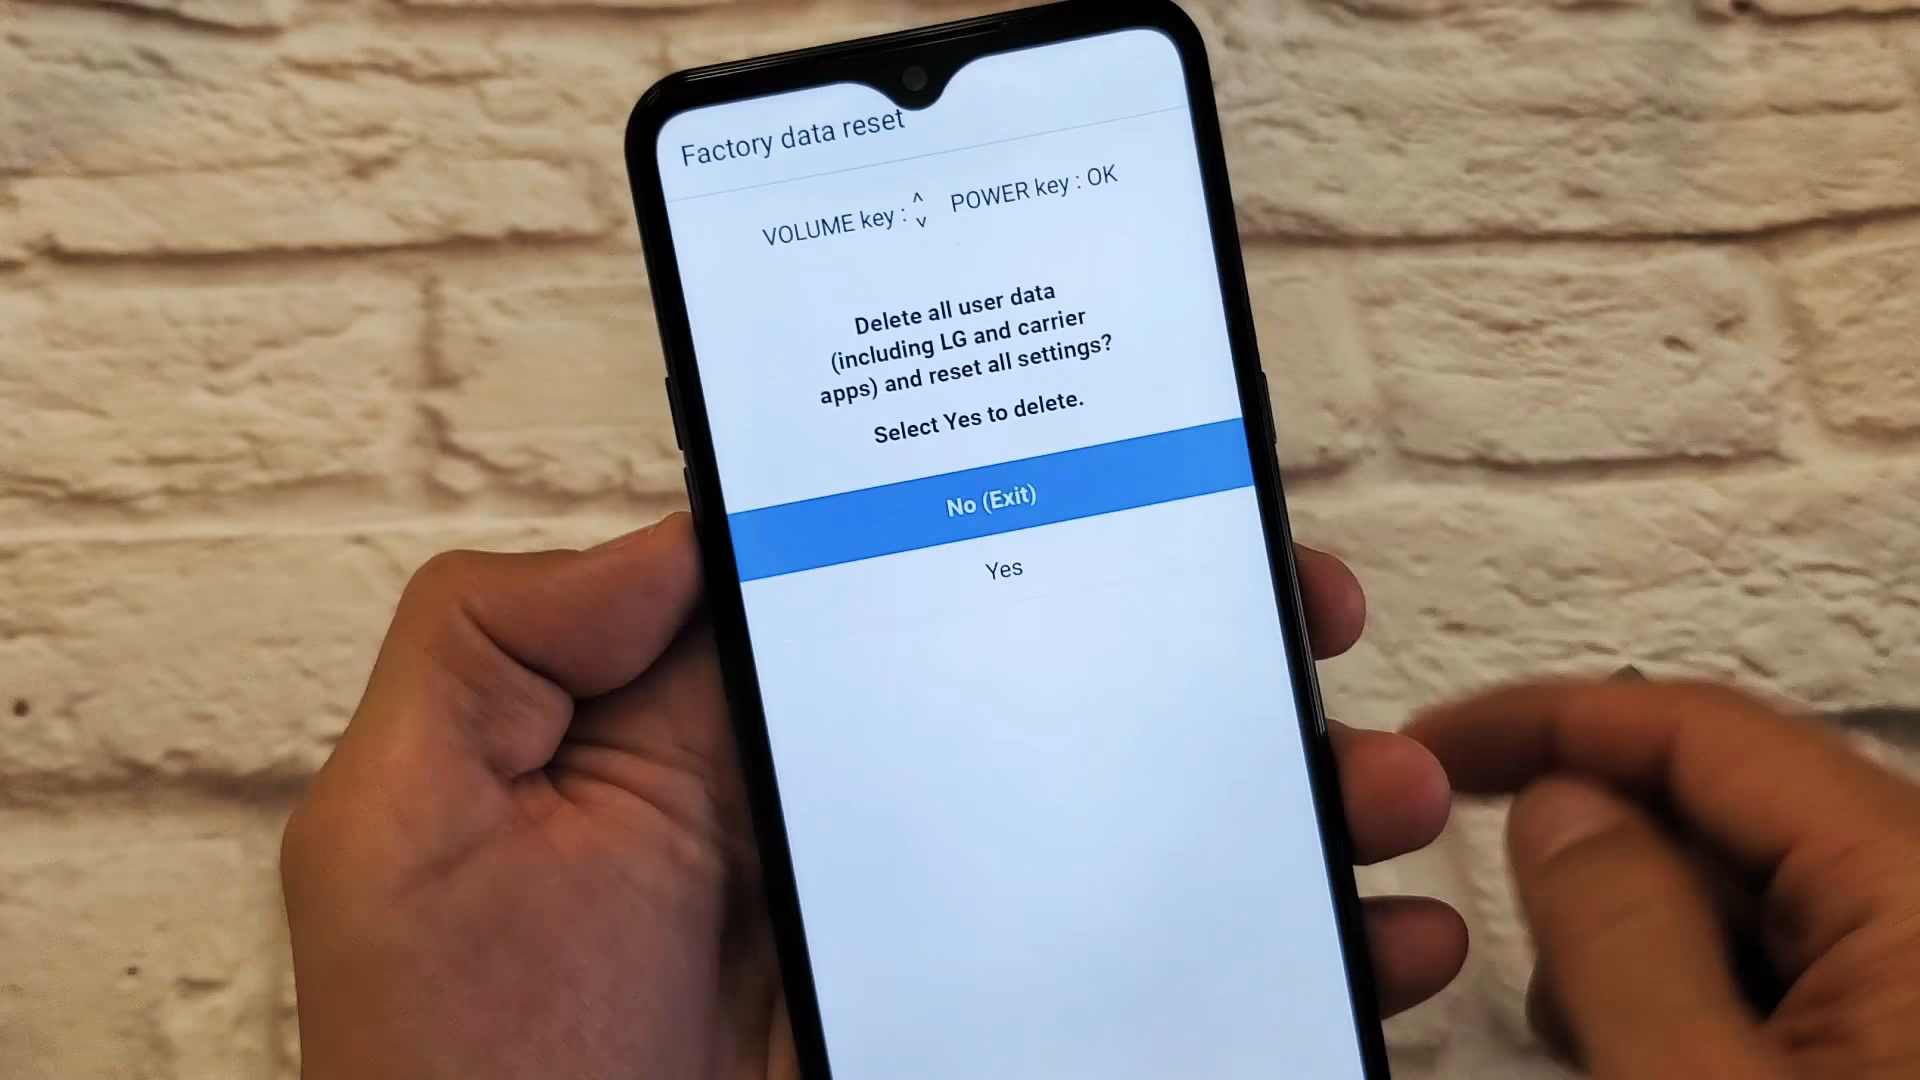 Factory data reset
VOLUME key : ^ v POWER key : OK
Delete all user data
(including LG and carrier
apps) and reset all settings?
Select Yes to delete.
No (Exit)
Yes